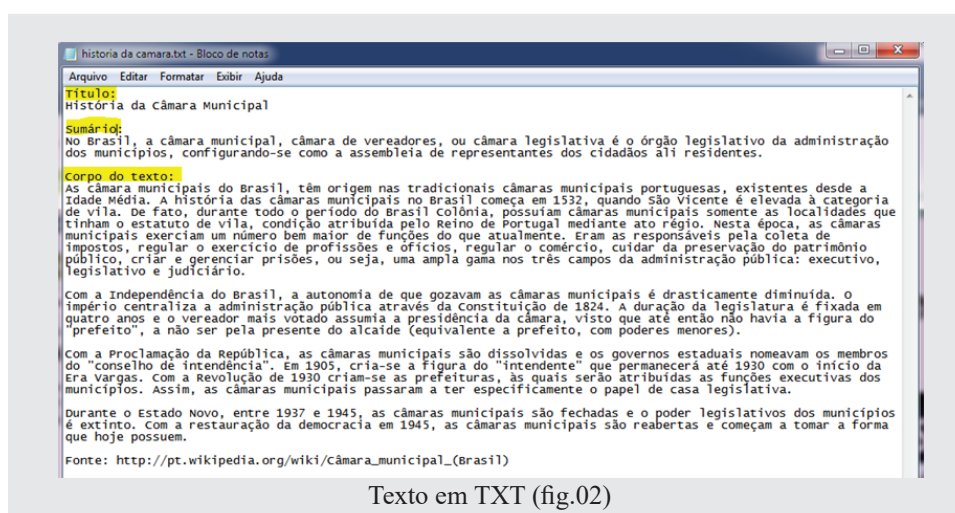 historia da camara.txt - Bloco de notas
Arquivo Editar Formatar Exibir Ajuda
Título:
História da Câmara Municipal
Sumário:
No Brasil, a câmara municipal, câmara de vereadores, ou câmara legislativa é o órgão legislativo da administração
dos municípios, configurando-se como a assembleia de representantes dos cidadãos ali residentes.
Corpo do texto:
As câmara municipais do Brasil, têm origem nas tradicionais câmaras municipais portuguesas, existentes desde a
Idade Média. A história das câmaras municipais no Brasil começa em 1532, quando São Vicente é elevada à categoria
de vila. De fato, durante todo o período do Brasil Colônia, possuíam câmaras municipais somente as localidades que
tinham o estatuto de vila, condição atribuída pelo Reino de Portugal mediante ato régio. Nesta época, as câmaras
municipais exerciam um número bem maior de funções do que atualmente. Eram as responsáveis pela coleta de
impostos, regular o exercício de profissões e ofícios, regular o comércio, cuidar da preservação do patrimônio
público, criar e gerenciar prisões, ou seja, uma ampla gama nos três campos da administração pública: executivo,
legislativo e judiciário.
Com a Independência do Brasil, a autonomia de que gozavam as câmaras municipais é drasticamente diminuída. O
império centraliza a administração pública através da Constituição de 1824. A duração da legislatura é fixada em
quatro anos e o vereador mais votado assumia a presidência da câmara, visto que até então não havia a figura do
"prefeito", a não ser pela presente do alcaide (equivalente a prefeito, com poderes menores).
Com a Proclamação da República, as câmaras municipais são dissolvidas e os governos estaduais nomeavam os membros
do "conselho de intendência". Em 1905, cria-se a figura do "intendente" que permanecerá até 1930 com o início da
Era Vargas. Com a Revolução de 1930 criam-se as prefeituras, às quais serão atribuídas as funções executivas dos
municípios. Assim, as câmaras municipais passaram a ter especificamente o papel de casa legislativa.
Durante o Estado Novo, entre 1937 e 1945, as câmaras municipais são fechadas e o poder legislativos dos municípios
é extinto. Com a restauração da democracia em 1945, as câmaras municipais são reabertas e começam a tomar a forma
que hoje possuem.
Fonte: http://pt.wikipedia.org/wiki/Câmara_municipal_(Brasil)
Texto em TXT (fig.02)